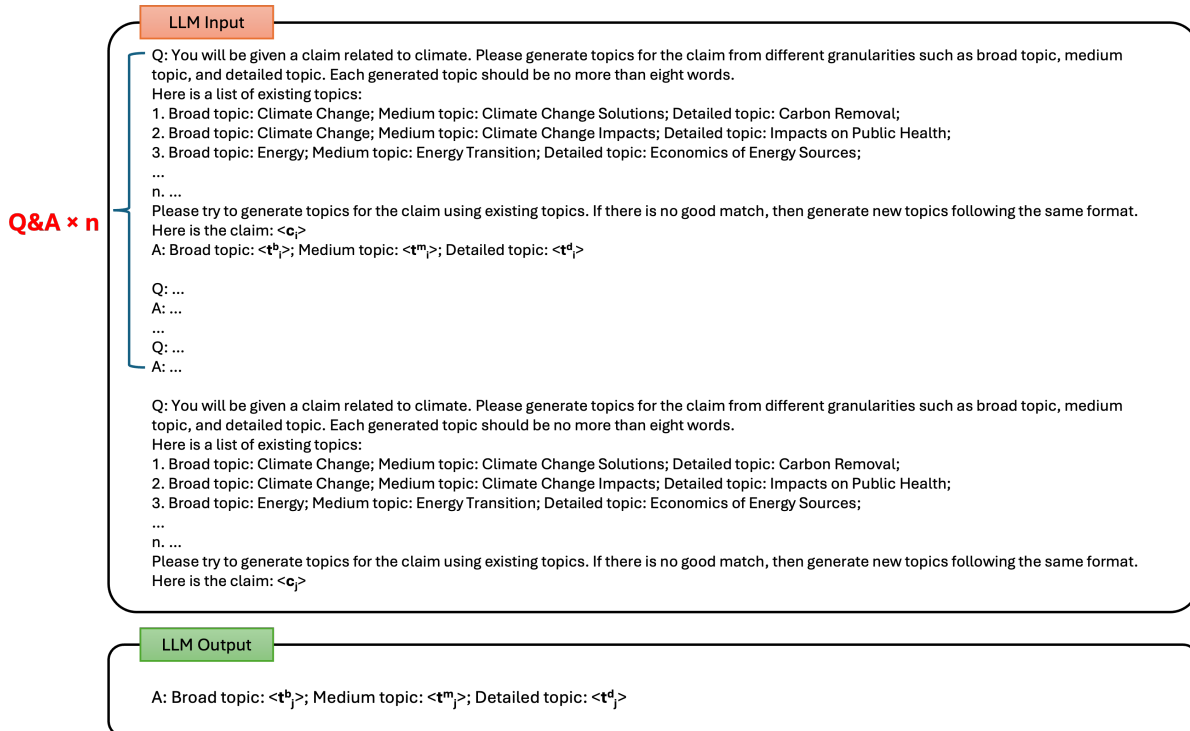 LLM Input
Q: You will be given a claim related to climate. Please generate topics for the claim from different granularities such as broad topic, medium
topic, and detailed topic. Each generated topic should be no more than eight words.
Here is a list of existing topics:
1. Broad topic: Climate Change; Medium topic: Climate Change Solutions; Detailed topic: Carbon Removal;
2. Broad topic: Climate Change; Medium topic: Climate Change Impacts; Detailed topic: Impacts on Public Health;
3. Broad topic: Energy; Medium topic: Energy Transition; Detailed topic: Economics of Energy Sources;
...
n. ...
Please try to generate topics for the claim using existing topics. If there is no good match, then generate new topics following the same format.
Q&A × n
Here is the claim: <c_i>
A: Broad topic: <t^b_i>; Medium topic: <t^m_i>; Detailed topic: <t^d_i>
Q: ...
A: ...
...
Q: ...
A: ...
Q: You will be given a claim related to climate. Please generate topics for the claim from different granularities such as broad topic, medium
topic, and detailed topic. Each generated topic should be no more than eight words.
Here is a list of existing topics:
1. Broad topic: Climate Change; Medium topic: Climate Change Solutions; Detailed topic: Carbon Removal;
2. Broad topic: Climate Change; Medium topic: Climate Change Impacts; Detailed topic: Impacts on Public Health;
3. Broad topic: Energy; Medium topic: Energy Transition; Detailed topic: Economics of Energy Sources;
...
n. ...
Please try to generate topics for the claim using existing topics. If there is no good match, then generate new topics following the same format.
Here is the claim: <c_j>
LLM Output
A: Broad topic: <t^b_j>; Medium topic: <t^m_j>; Detailed topic: <t^d_j>